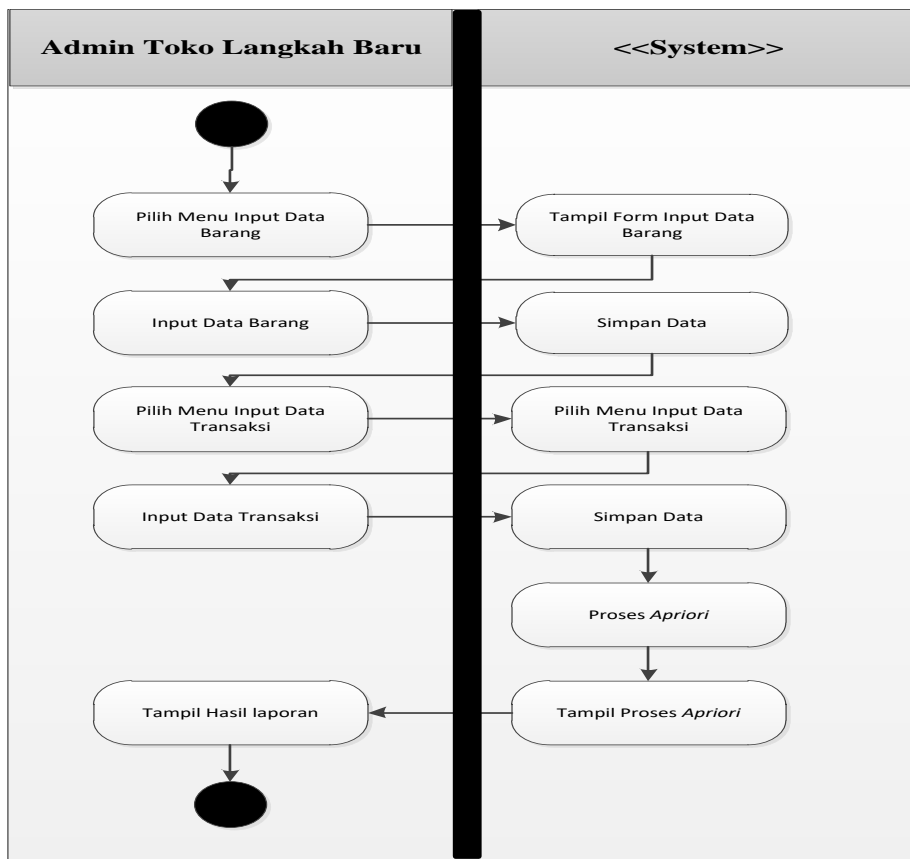 Admin Toko Langkah Baru
<<System>>
Pilih Menu Input Data
Barang
Tampil Form Input Data
Barang
Input Data Barang
Simpan Data
Pilih Menu Input Data
Transaksi
Pilih Menu Input Data
Transaksi
Input Data Transaksi
Simpan Data
Proses Apriori
Tampil Hasil laporan
Tampil Proses Apriori